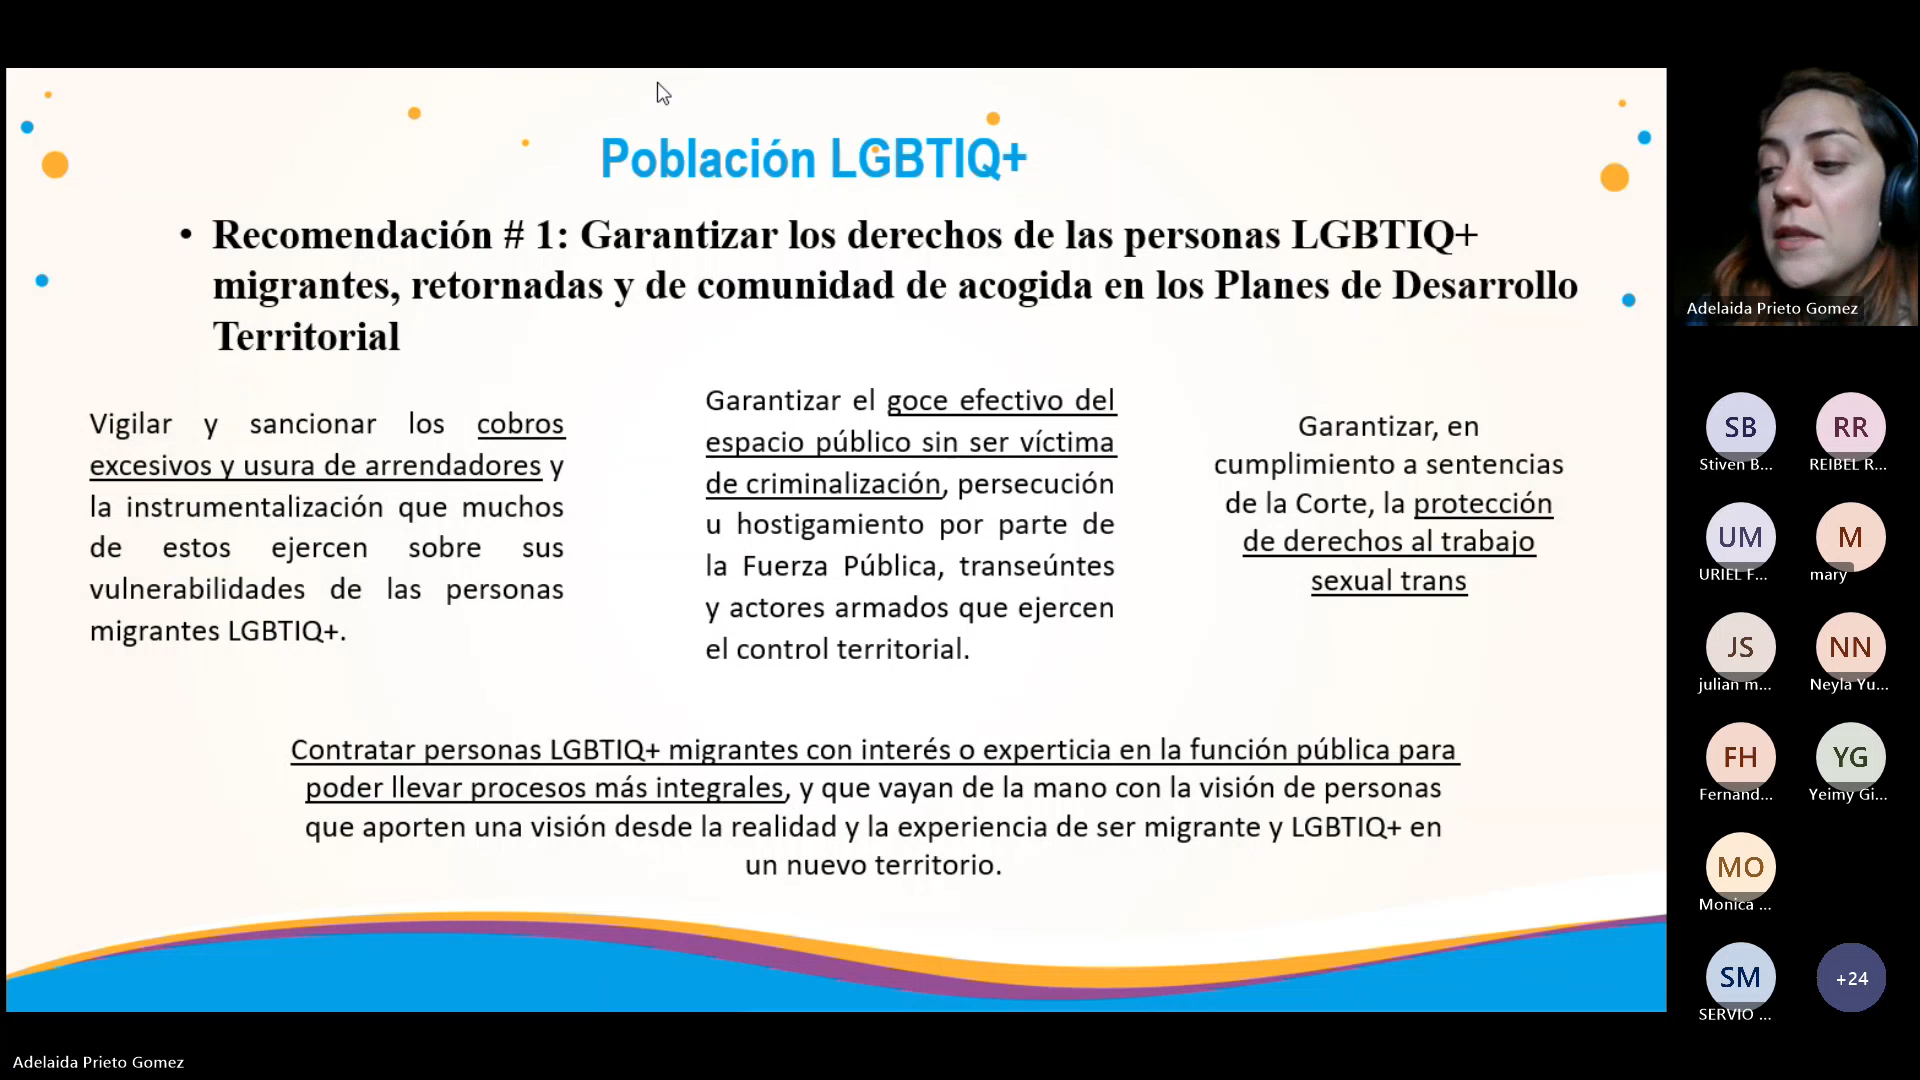 Población LGBTIQ+
• Recomendación # 1: Garantizar los derechos de las personas LGBTIQ+
migrantes, retornadas y de comunidad de acogida en los Planes de Desarrollo
Territorial
Vigilar y sancionar los cobros
excesivos y usura de arrendadores y
la instrumentalización que muchos
de estos ejercen sobre sus
vulnerabilidades de las personas
migrantes LGBTIQ+.
Garantizar el goce efectivo del
espacio público sin ser víctima
de criminalización, persecución
u hostigamiento por parte de
la Fuerza Pública, transeúntes
y actores armados que ejercen
el control territorial.
Garantizar, en
cumplimiento a sentencias
de la Corte, la protección
de derechos al trabajo
sexual trans
Contratar personas LGBTIQ+ migrantes con interés o experticia en la función pública para
poder llevar procesos más integrales, y que vayan de la mano con la visión de personas
que aporten una visión desde la realidad y la experiencia de ser migrante y LGBTIQ+ en
un nuevo territorio.
Adelaida Prieto Gomez
SB
Stiven B...
RR
REIBEL R...
UM
URIEL F...
M
mary
JS
julian m...
NN
Neyla Yu...
FH
Fernand...
YG
Yeimy Gi...
MO
Monica ...
SM
SERVIO ...
+24
Adelaida Prieto Gomez